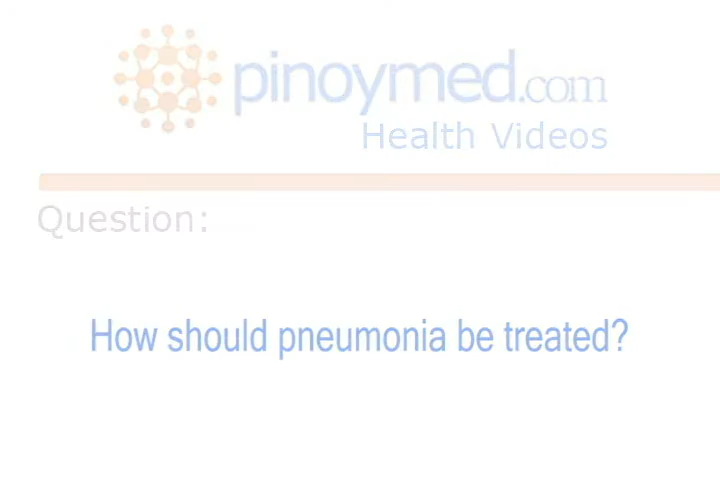 pinoymed.com
Health Videos
Question:
How should pneumonia be treated?